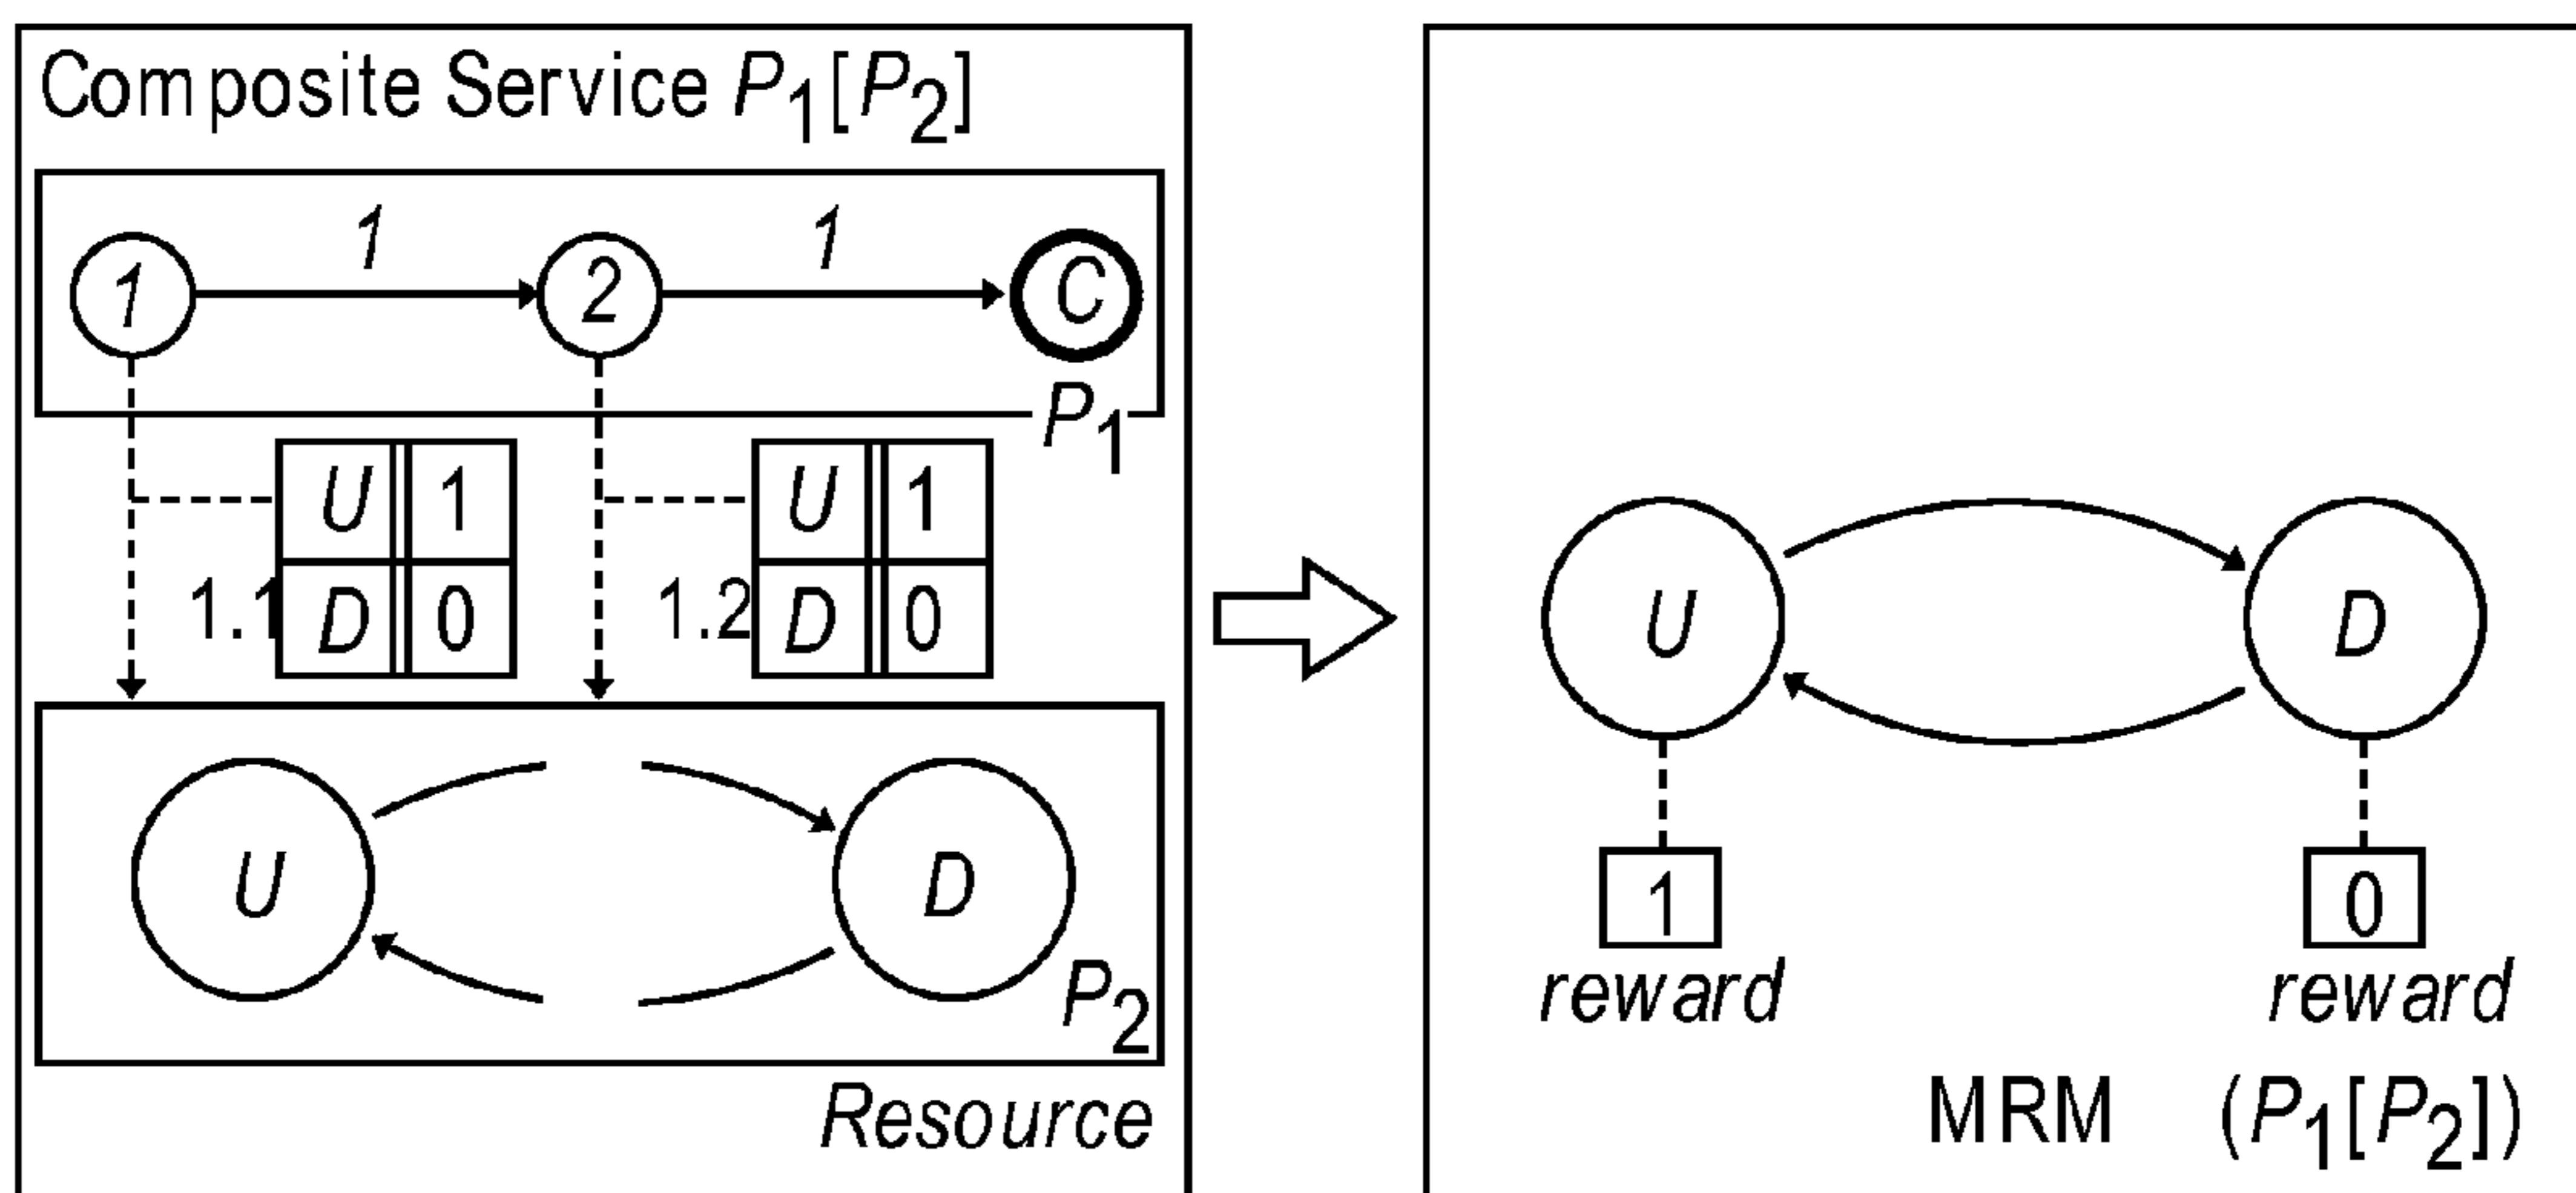 Composite Service P1[P2]
1 1
1 2 C
P1
U 1 U 1
1.1 D 0 1.2 D 0
U D
P2
Resource
U D
1 0
reward reward
MRM (P1[P2])